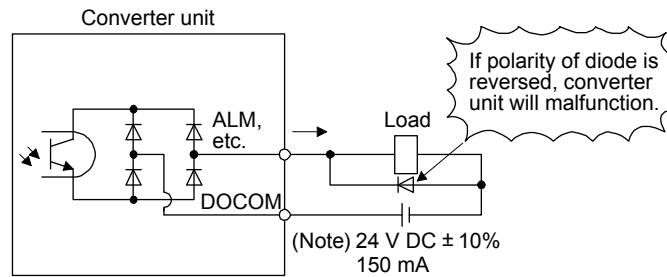 Converter unit
If polarity of diode is
reversed, converter
unit will malfunction.
ALM,
etc.
Load
DOCOM
(Note) 24 V DC ± 10%
150 mA